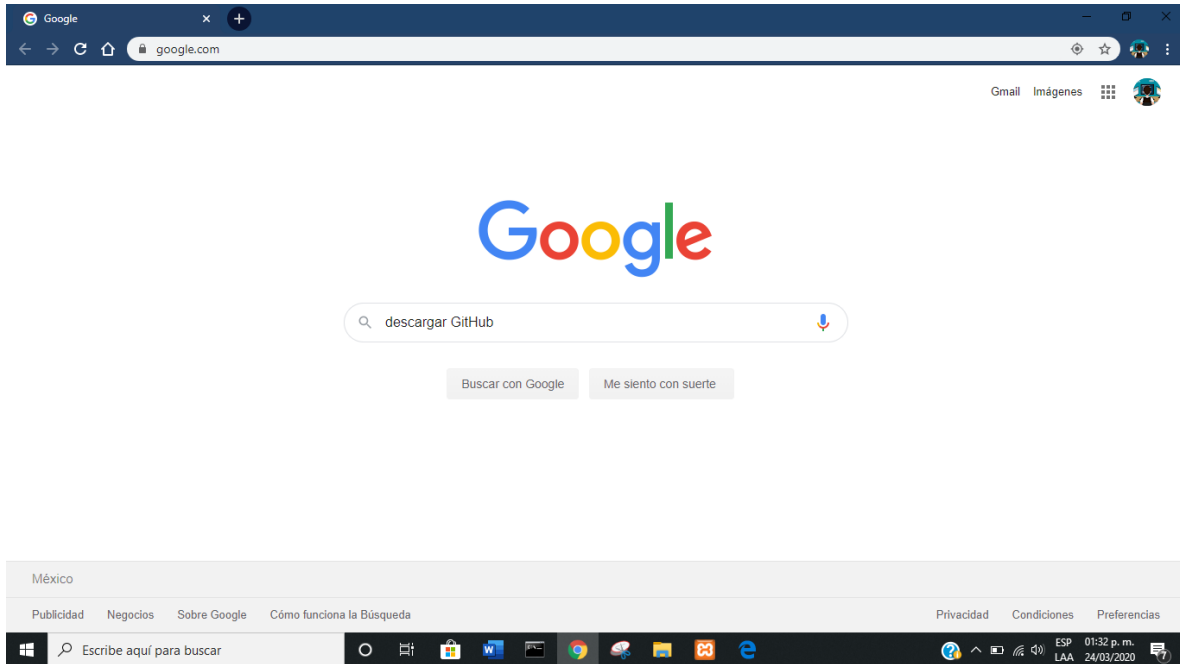 Google
google.com
Gmail Imágenes
Google
descargar GitHub
Buscar con Google Me siento con suerte
México
Publicidad Negocios Sobre Google Cómo funciona la Búsqueda Privacidad Condiciones Preferencias
Escribe aquí para buscar
ESP 01:32 p. m.
LAA 24/03/2020 7